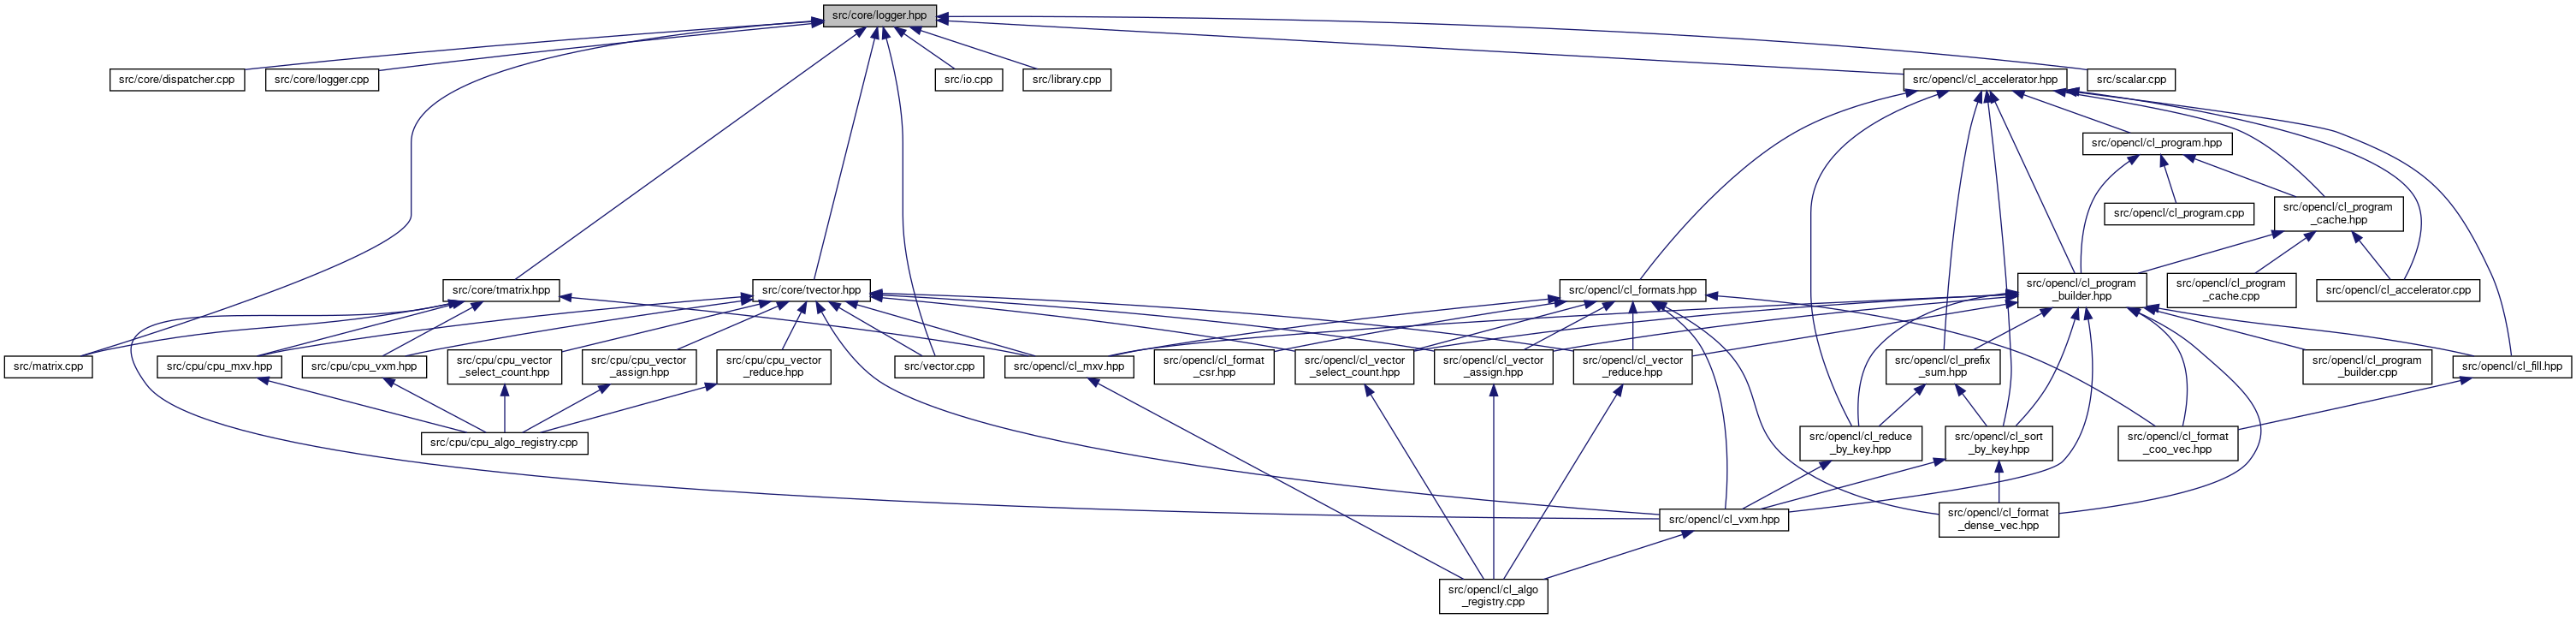 src/core/logger.hpp
src/core/dispatcher.cpp
src/core/logger.cpp
src/io.cpp
src/library.cpp
src/opencl/cl_accelerator.hpp
src/scalar.cpp
src/opencl/cl_program.hpp
src/opencl/cl_program.cpp
src/opencl/cl_program
_cache.hpp
src/core/tmatrix.hpp
src/core/tvector.hpp
src/opencl/cl_formats.hpp
src/opencl/cl_program
_builder.hpp
src/opencl/cl_program
_cache.cpp
src/opencl/cl_accelerator.cpp
src/matrix.cpp
src/cpu/cpu_mxv.hpp
src/cpu/cpu_vxm.hpp
src/cpu/cpu_vector
_select_count.hpp
src/cpu/cpu_vector
_assign.hpp
src/cpu/cpu_vector
_reduce.hpp
src/vector.cpp
src/opencl/cl_mxv.hpp
src/opencl/cl_format
_csr.hpp
src/opencl/cl_vector
_select_count.hpp
src/opencl/cl_vector
_assign.hpp
src/opencl/cl_vector
_reduce.hpp
src/opencl/cl_prefix
_sum.hpp
src/opencl/cl_program
_builder.cpp
src/opencl/cl_fill.hpp
src/cpu/cpu_algo_registry.cpp
src/opencl/cl_reduce
_by_key.hpp
src/opencl/cl_sort
_by_key.hpp
src/opencl/cl_format
_coo_vec.hpp
src/opencl/cl_vxm.hpp
src/opencl/cl_format
_dense_vec.hpp
src/opencl/cl_algo
_registry.cpp